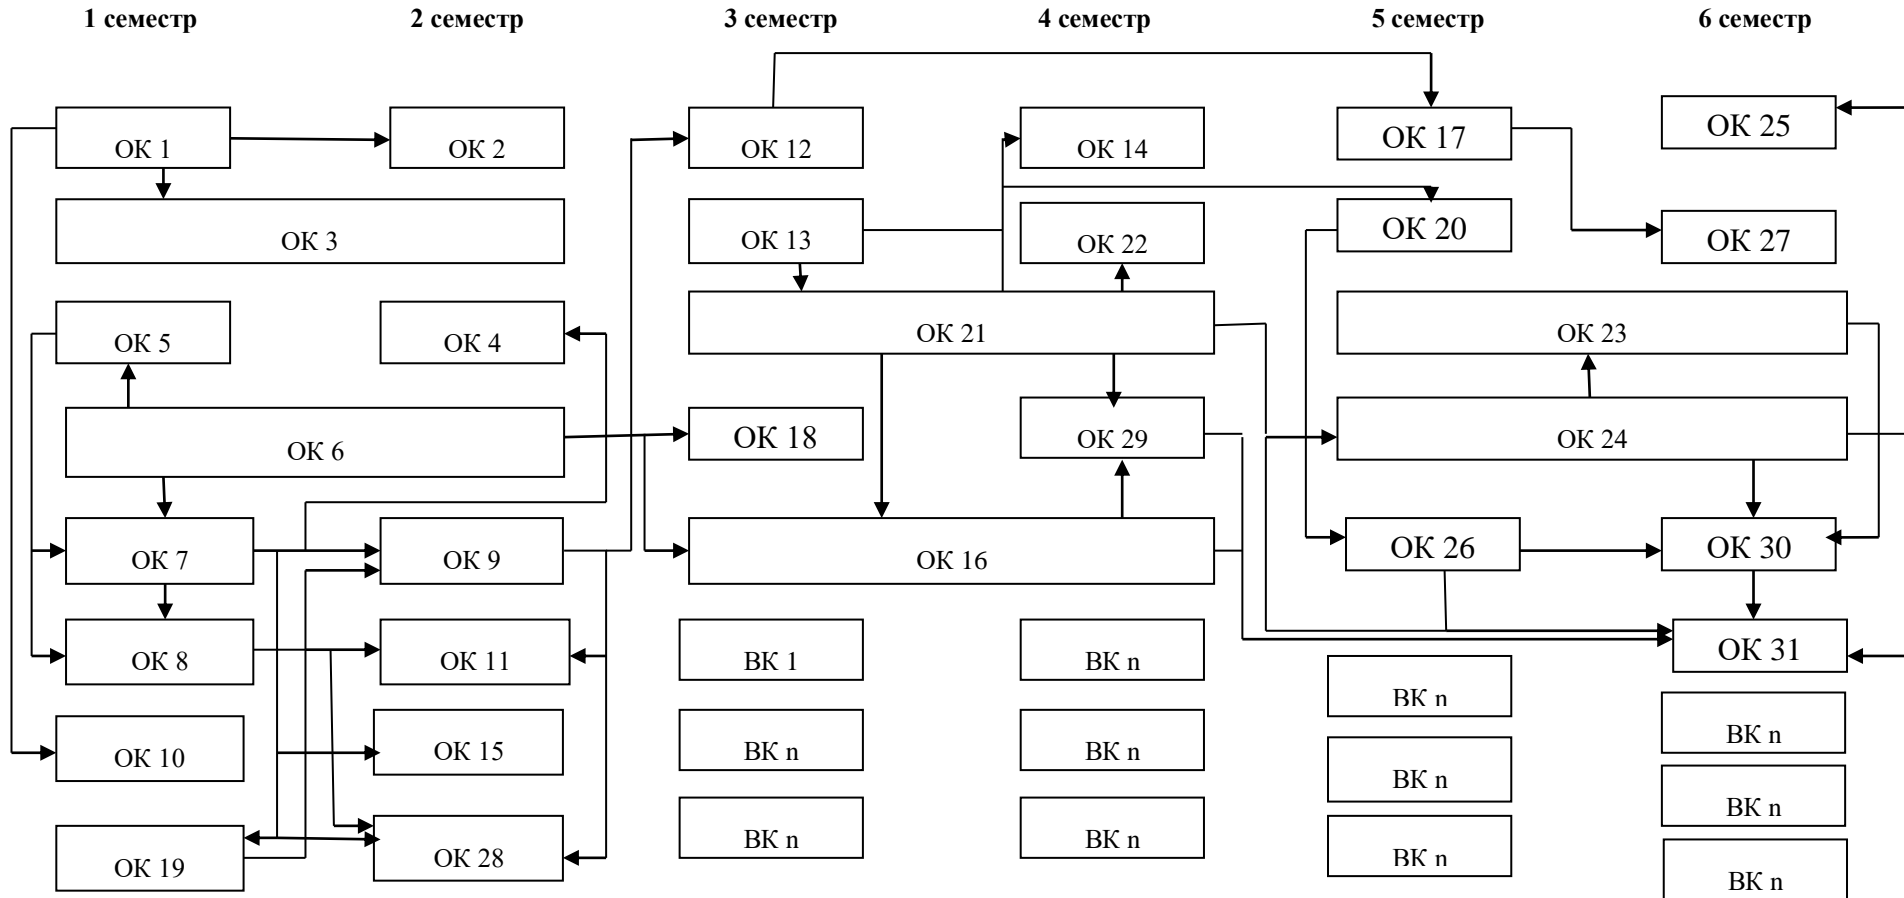 1 семестр 2 семестр 3 семестр 4 семестр 5 семестр 6 семестр
ОК 1 ОК 2 ОК 12 ОК 14 ОК 17 ОК 25
ОК 3 ОК 13 ОК 22 ОК 20 ОК 27
ОК 5 ОК 4 ОК 21 ОК 23
ОК 6 ОК 18 ОК 29 ОК 24
ОК 7 ОК 9 ОК 16 ОК 26 ОК 30
ОК 8 ОК 11 ВК 1 ВК n ВК n ОК 31
ОК 10 ОК 15 ВК n ВК n ВК n ВК n
ОК 19 ОК 28 ВК n ВК n ВК n ВК n
ВК n